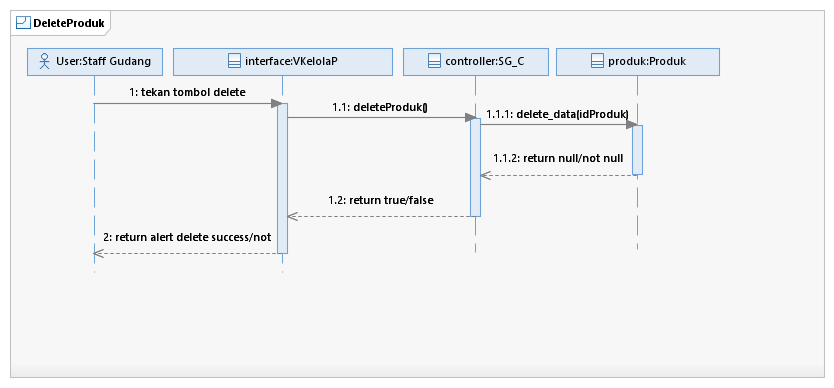 DeleteProduk
User:Staff Gudang
interface:VKelolaP
controller:SG_C
produk:Produk
1: tekan tombol delete
1.1: deleteProduk()
1.1.1: delete_data(idProduk)
1.1.2: return null/not null
1.2: return true/false
2: return alert delete success/not